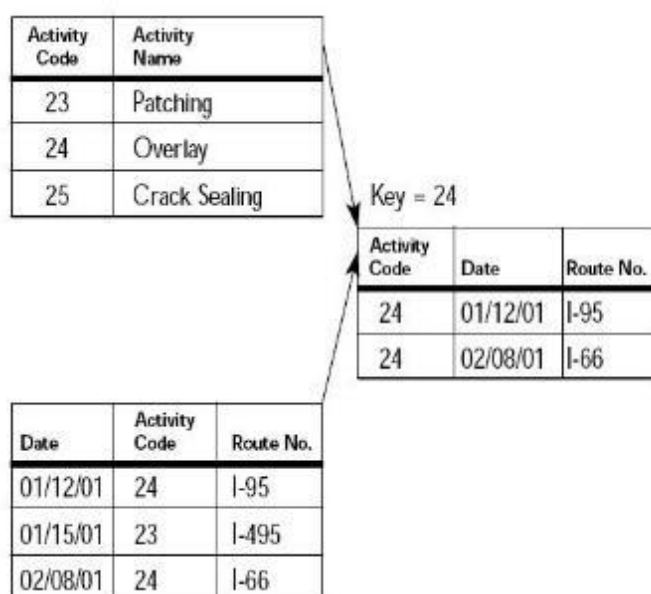 Activity Code Activity Name
23 Patching
24 Overlay
25 Crack Sealing
Key = 24
Activity Code Date Route No.
24 01/12/01 I-95
24 02/08/01 I-66
Date Activity Code Route No.
01/12/01 24 I-95
01/15/01 23 I-495
02/08/01 24 I-66